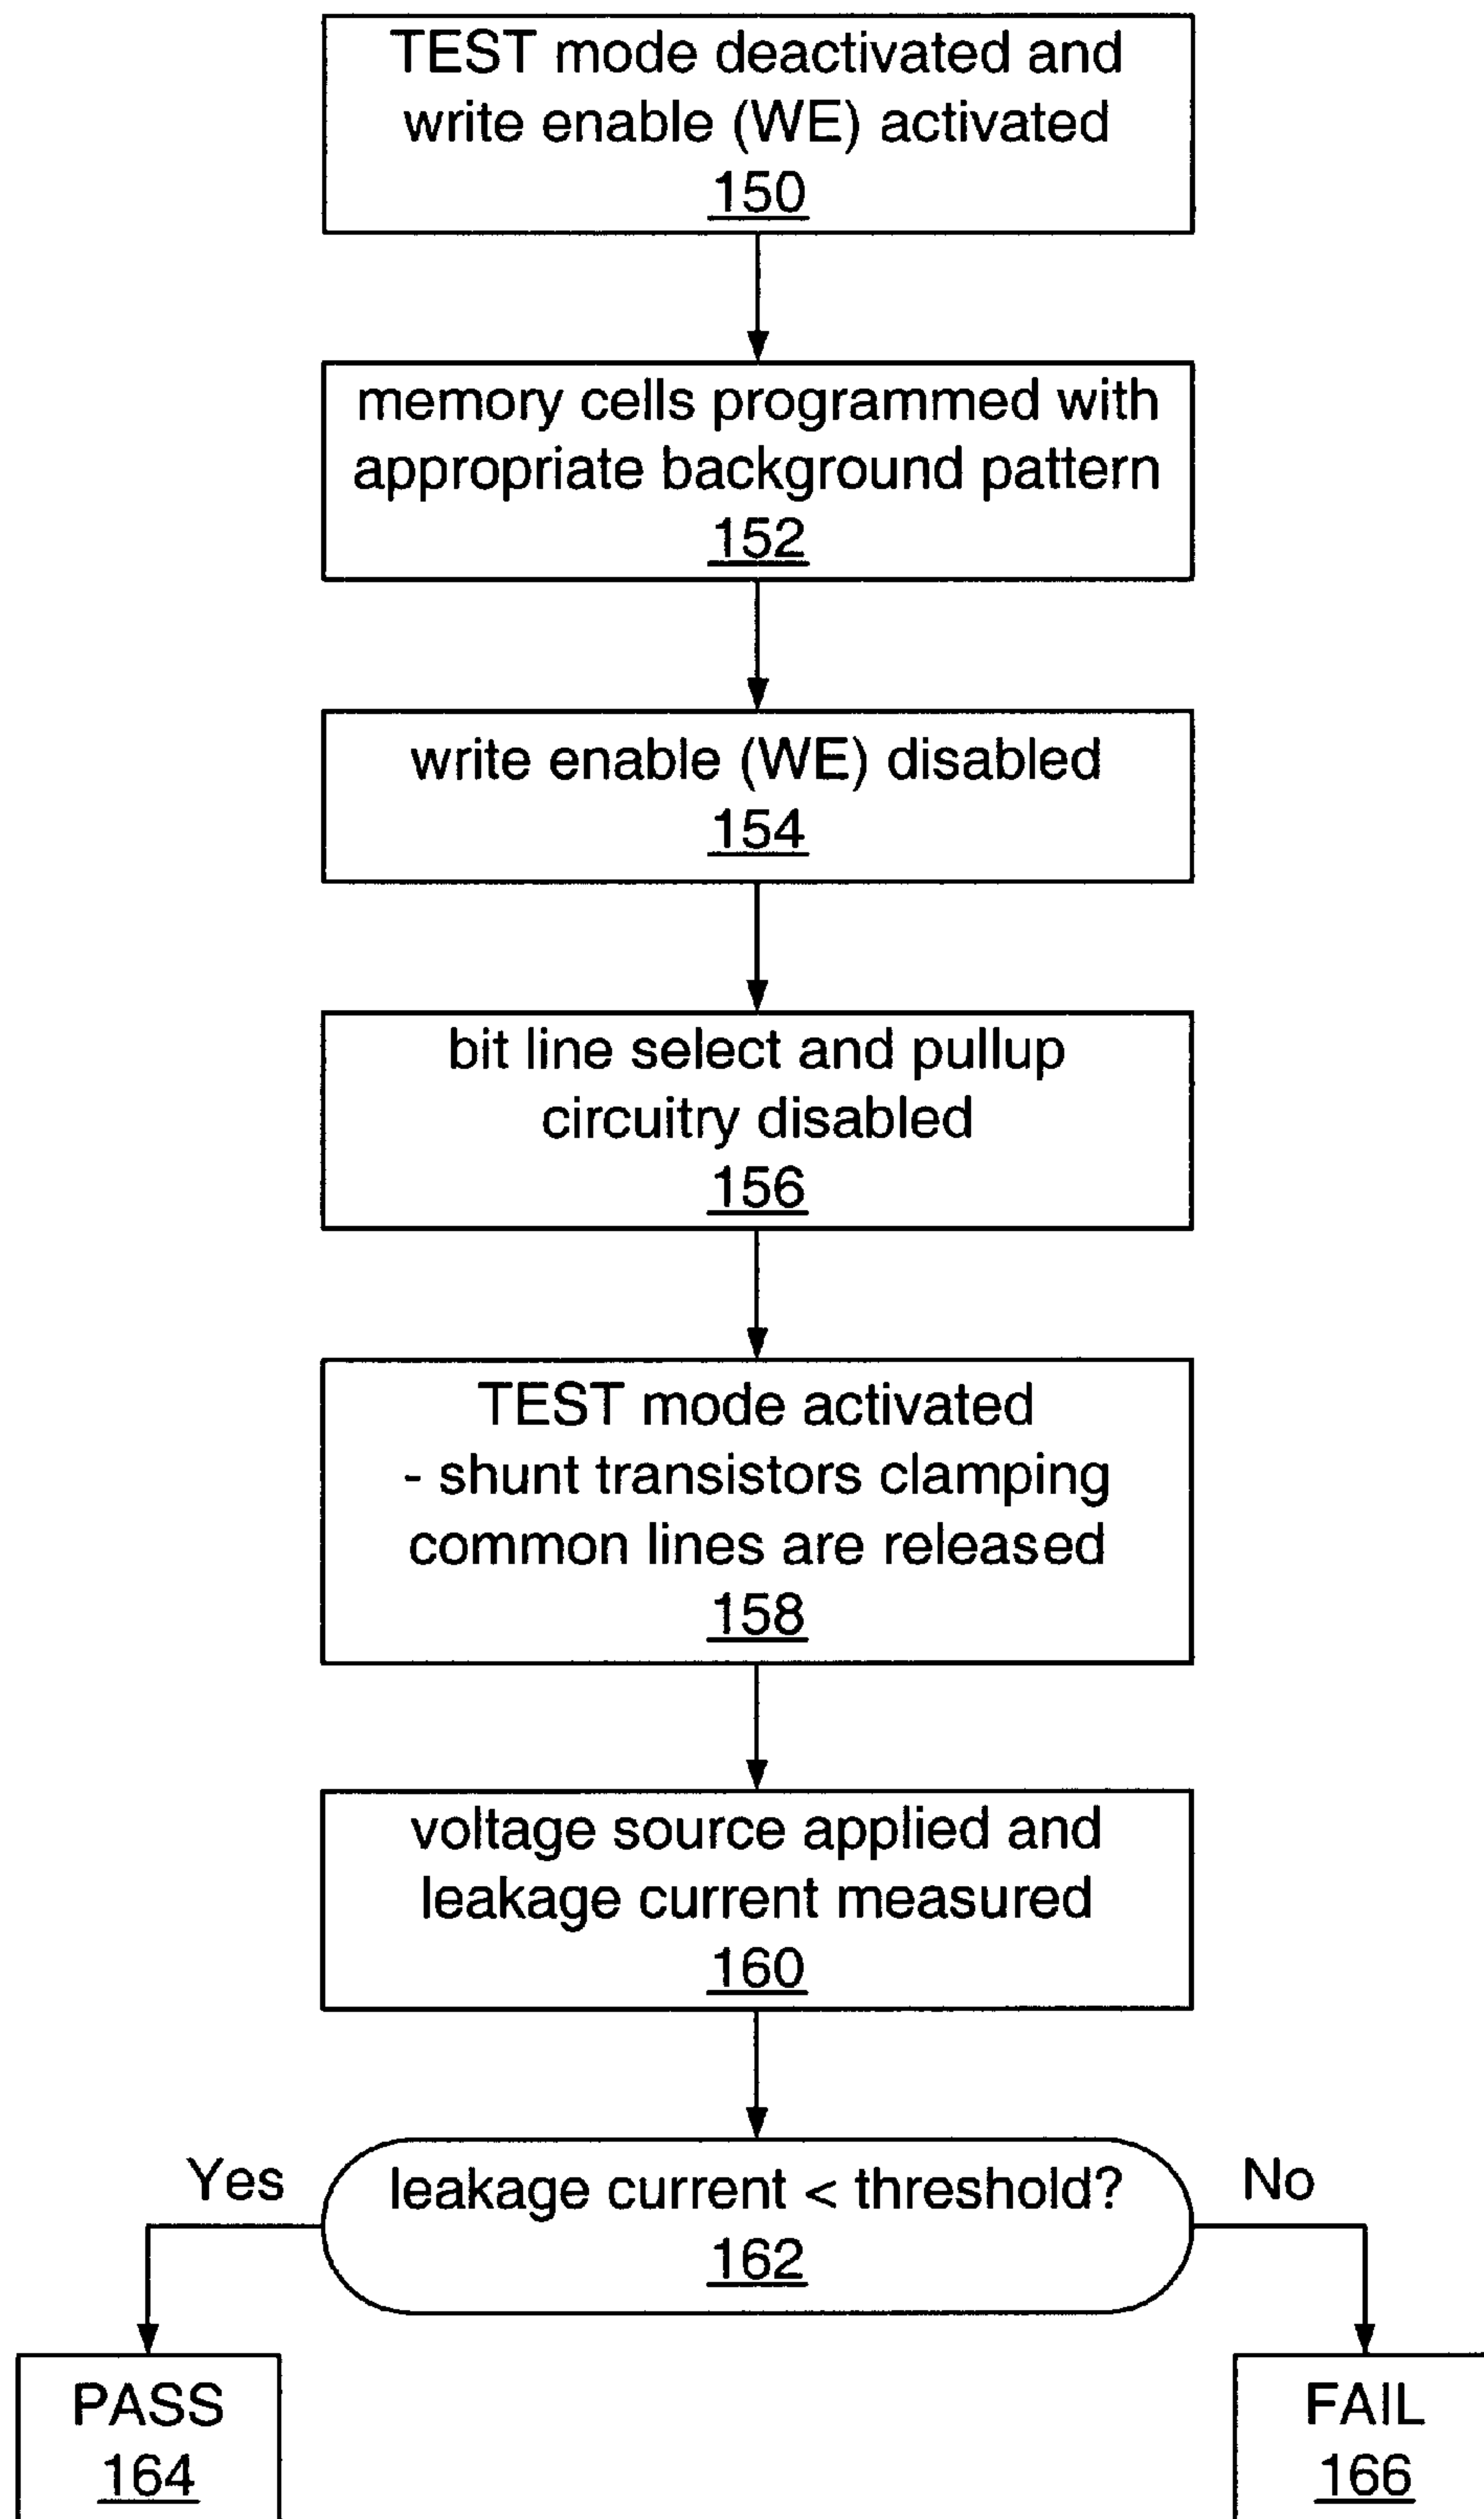 TEST mode deactivated and
write enable (WE) activated
150
memory cells programmed with
appropriate background pattern
152
write enable (WE) disabled
154
bit line select and pullup
circuitry disabled
156
TEST mode activated
- shunt transistors clamping
common lines are released
158
voltage source applied and
leakage current measured
160
leakage current < threshold?
162
Yes
No
PASS
164
FAIL
166